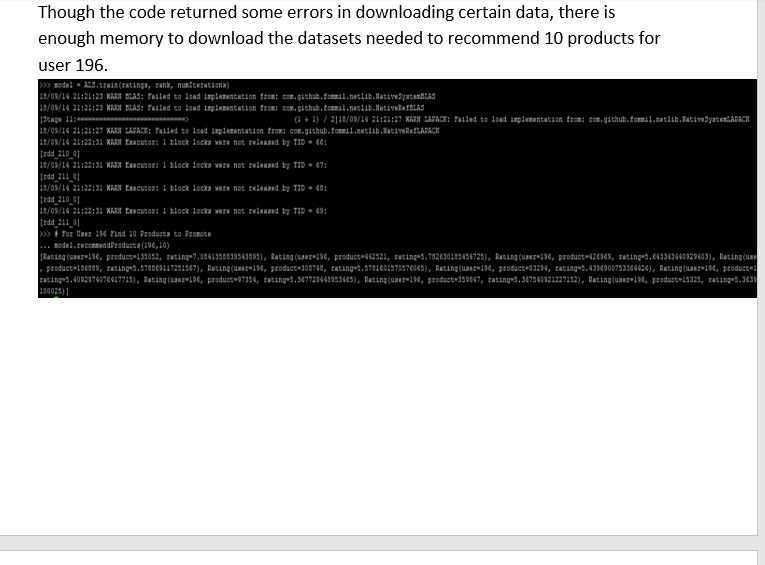 Though the code returned some errors in downloading certain data, there is
enough memory to download the datasets needed to recommend 10 products for
user 196.
>>> model = ALS.train(ratings, rank, numIterations)
18/09/14 21:21:23 WARN BLAS: Failed to load implementation from: com.github.fommil.netlib.NativeSystemBLAS
18/09/14 21:21:23 WARN BLAS: Failed to load implementation from: com.github.fommil.netlib.NativeRefBLAS
[Stage 11:=============================> (1 + 1) / 2]18/09/14 21:21:27 WARN LAPACK: Failed to load implementation from: com.github.fommil.netlib.NativeSystemLAPACK
18/09/14 21:21:27 WARN LAPACK: Failed to load implementation from: com.github.fommil.netlib.NativeRefLAPACK
18/09/14 21:22:31 WARN Executor: 1 block locks were not released by TID = 66:
[rdd_210_0]
18/09/14 21:22:31 WARN Executor: 1 block locks were not released by TID = 67:
[rdd_211_0]
18/09/14 21:22:31 WARN Executor: 1 block locks were not released by TID = 68:
[rdd_210_0]
18/09/14 21:22:31 WARN Executor: 1 block locks were not released by TID = 69:
[rdd_211_0]
>>> # For User 196 Find 10 Products to Promote
... model.recommendProducts(196,10)
[Rating(user=196, product=135052, rating=7.0841358839543895), Rating(user=196, product=442521, rating=5.782630185454725), Rating(user=196, product=426969, rating=5.643343440929403), Rating(use
, product=186889, rating=5.578869117251567), Rating(user=196, product=308748, rating=5.5781601570576065), Rating(user=196, product=93294, rating=5.4396900753364426), Rating(user=196, product=
rating=5.4092974076417715), Rating(user=196, product=97354, rating=5.367729448953465), Rating(user=196, product=359847, rating=5.367540921227152), Rating(user=196, product=15325, rating=5.3639
100025)]